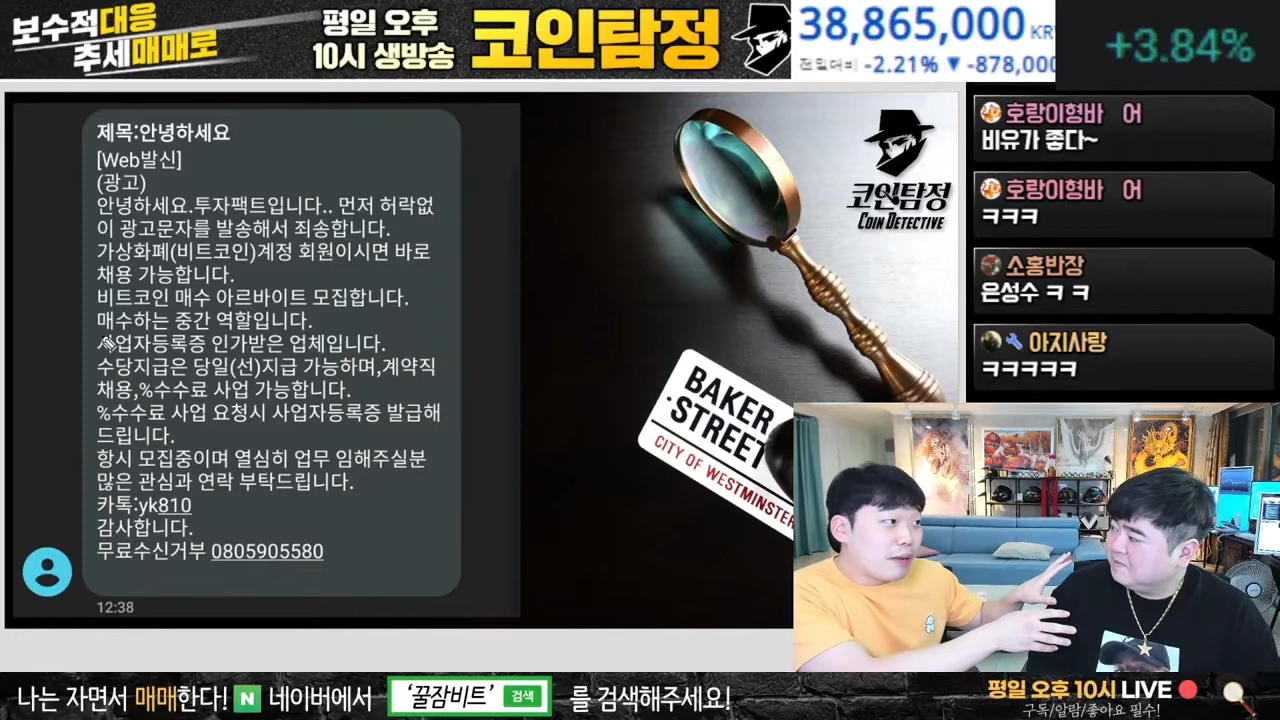 보수적대응
추세매매로
평일 오후
10시 생방송
코인탐정
38,865,000 KR
전일대비 -2.21% ▼ -878,000
+3.84%
제목:안녕하세요
[Web발신]
(광고)
안녕하세요.투자팩트입니다.. 먼저 허락없
이 광고문자를 발송해서 죄송합니다.
가상화폐(비트코인)계정 회원이시면 바로
채용 가능합니다.
비트코인 매수 아르바이트 모집합니다.
매수하는 중간 역할입니다.
업자등록증 인가받은 업체입니다.
수당지급은 당일(선)지급 가능하며,계약직
채용,%수수료 사업 가능합니다.
%수수료 사업 요청시 사업자등록증 발급해
드립니다.
항시 모집중이며 열심히 업무 임해주실분
많은 관심과 연락 부탁드립니다.
카톡:yk810
감사합니다.
무료수신거부 0805905580
12:38
코인탐정
COIN DETECTIVE
BAKER
STREET
CITY OF WESTMINSTER
호랑이형바 어
비유가 좋다~
호랑이형바 어
ㅋㅋㅋ
소홍반장
은성수 ㅋ ㅋ
아지사랑
ㅋㅋㅋㅋㅋ
나는 자면서 매매한다! N 네이버에서 '꿀잠비트' 검색 를 검색해주세요!
평일 오후 10시 LIVE
구독/알람/좋아요 필수!